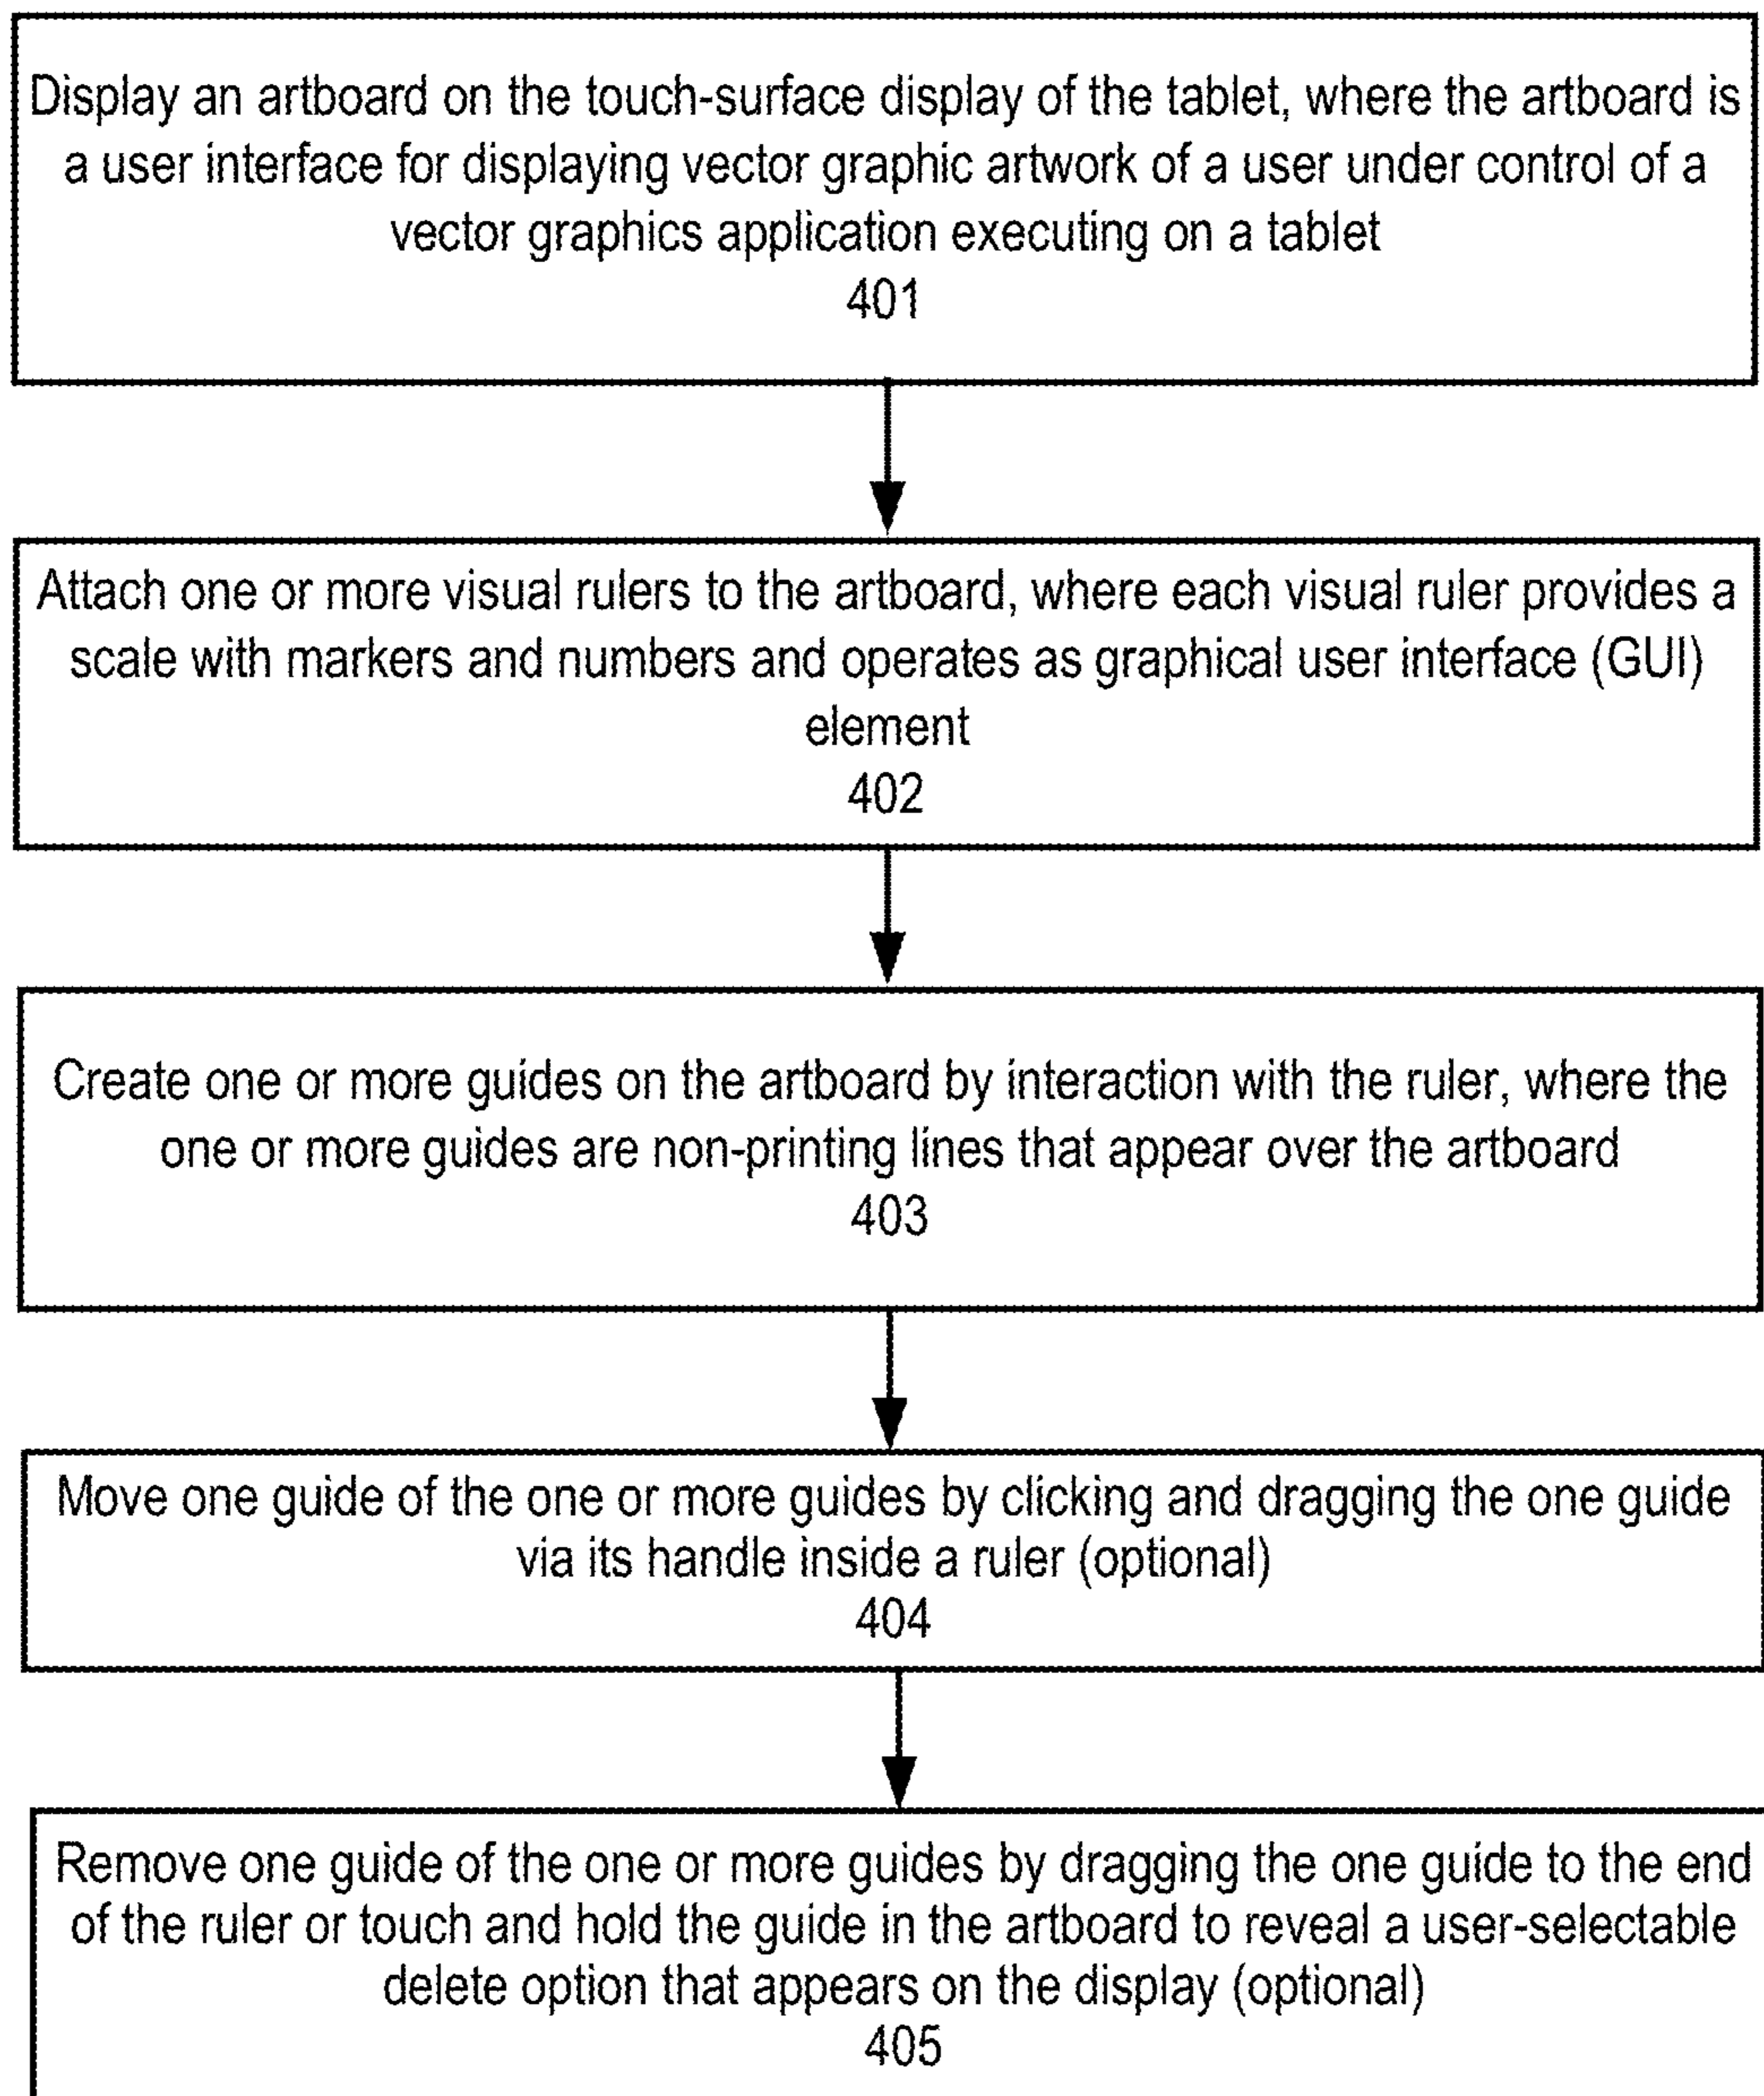 Display an artboard on the touch-surface display of the tablet, where the artboard is
a user interface for displaying vector graphic artwork of a user under control of a
vector graphics application executing on a tablet
401
Attach one or more visual rulers to the artboard, where each visual ruler provides a
scale with markers and numbers and operates as graphical user interface (GUI)
element
402
Create one or more guides on the artboard by interaction with the ruler, where the
one or more guides are non-printing lines that appear over the artboard
403
Move one guide of the one or more guides by clicking and dragging the one guide
via its handle inside a ruler (optional)
404
Remove one guide of the one or more guides by dragging the one guide to the end
of the ruler or touch and hold the guide in the artboard to reveal a user-selectable
delete option that appears on the display (optional)
405